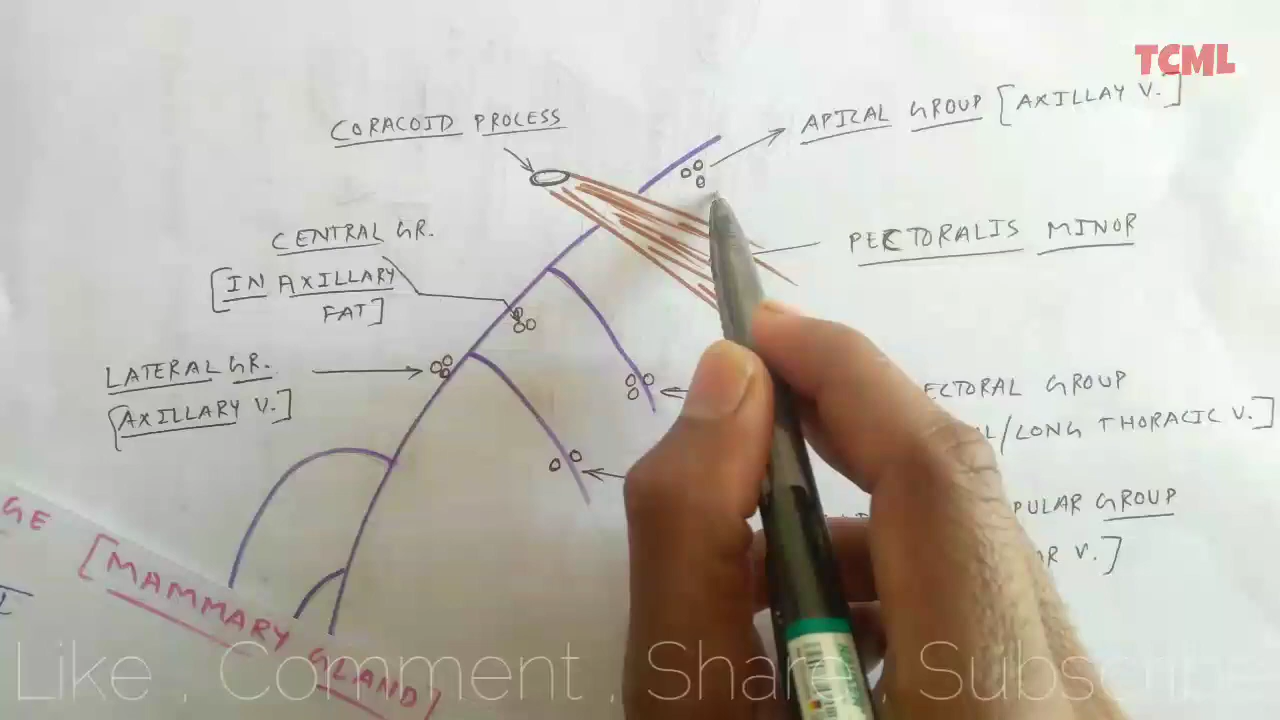 TCML
CORACOID PROCESS
APICAL GROUP [AXILLAY V.]
CENTRAL GR.
[IN AXILLARY
FAT]
PECTORALIS MINOR
LATERAL GR.
[AXILLARY V.]
ECTORAL GROUP
L/LONG THORACIC V.]
PULAR GROUP
AR V.]
GE
[MAMMARY GLAND]
Like , Comment , Share , Subscribe